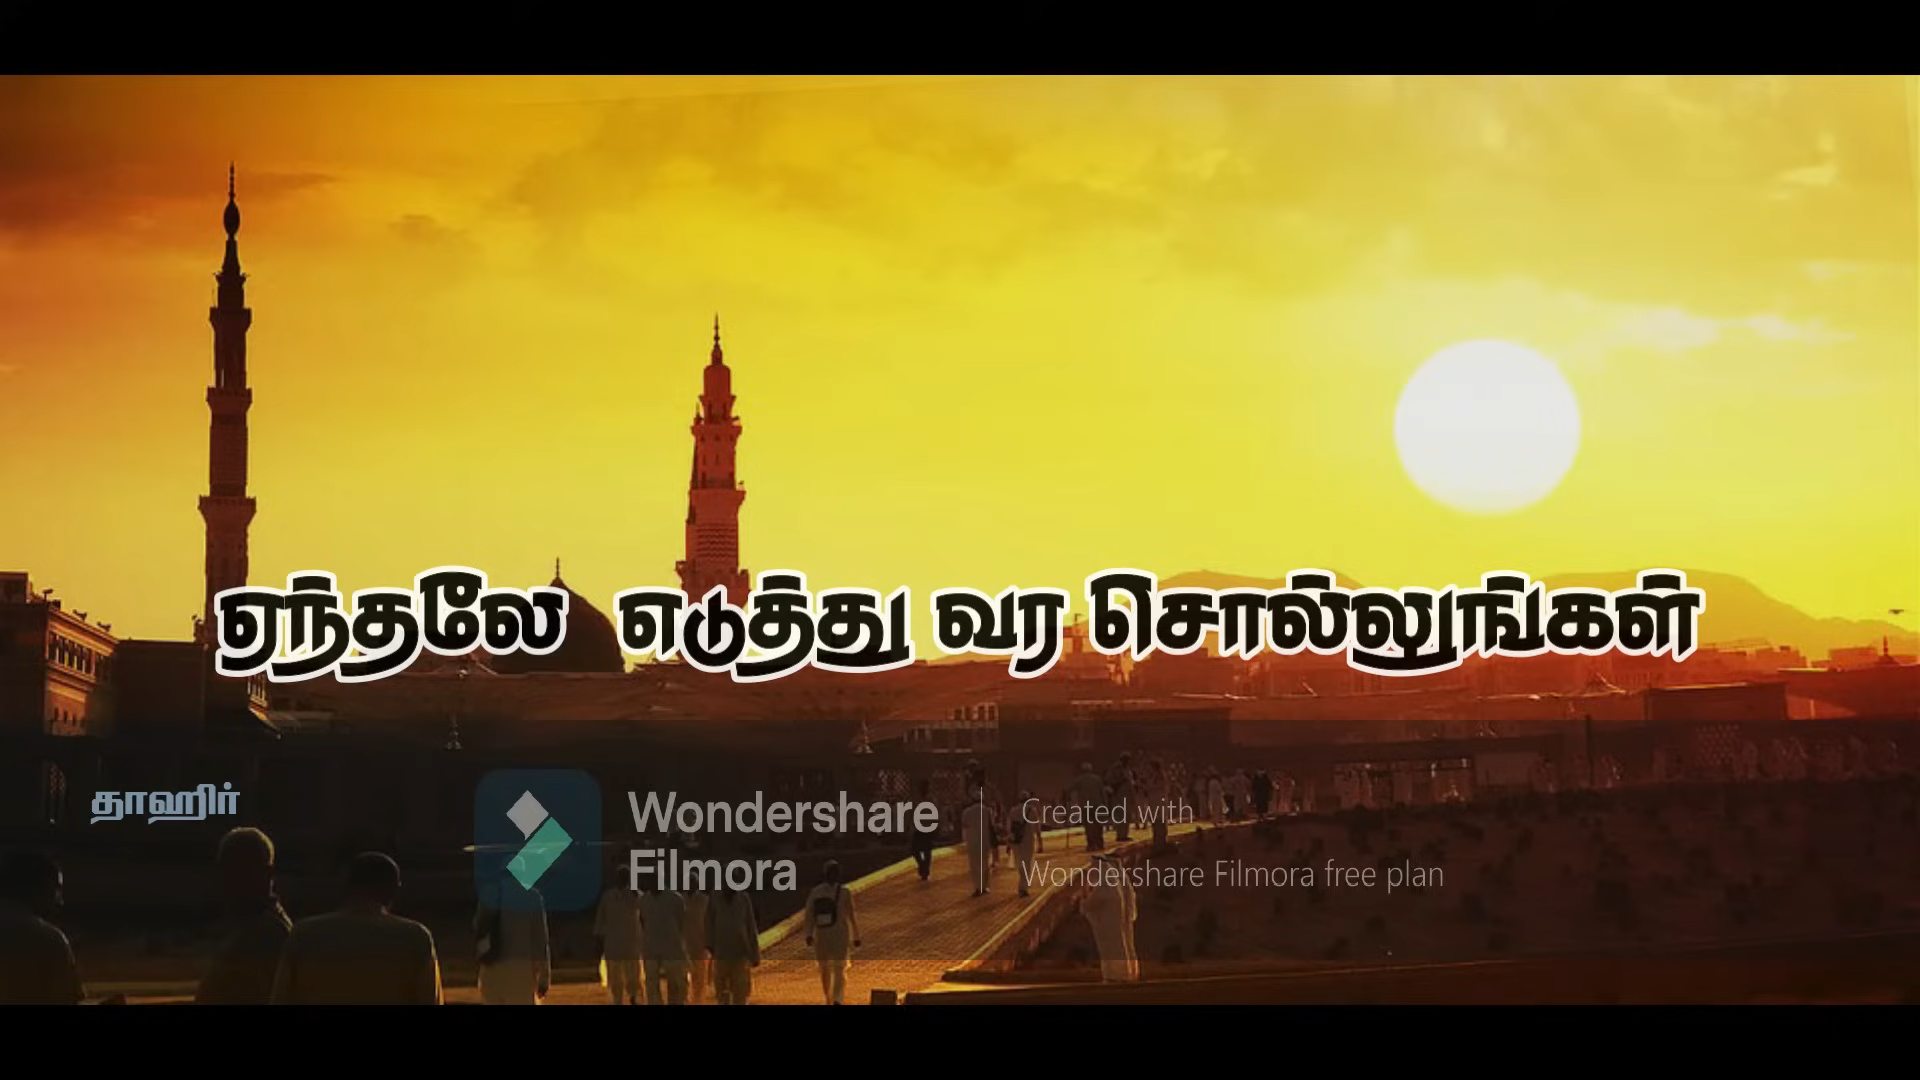 ஏந்தலே எடுத்து வர சொல்லுங்கள்
தாஹிர்
Wondershare
Filmora
Created with
Wondershare Filmora free plan